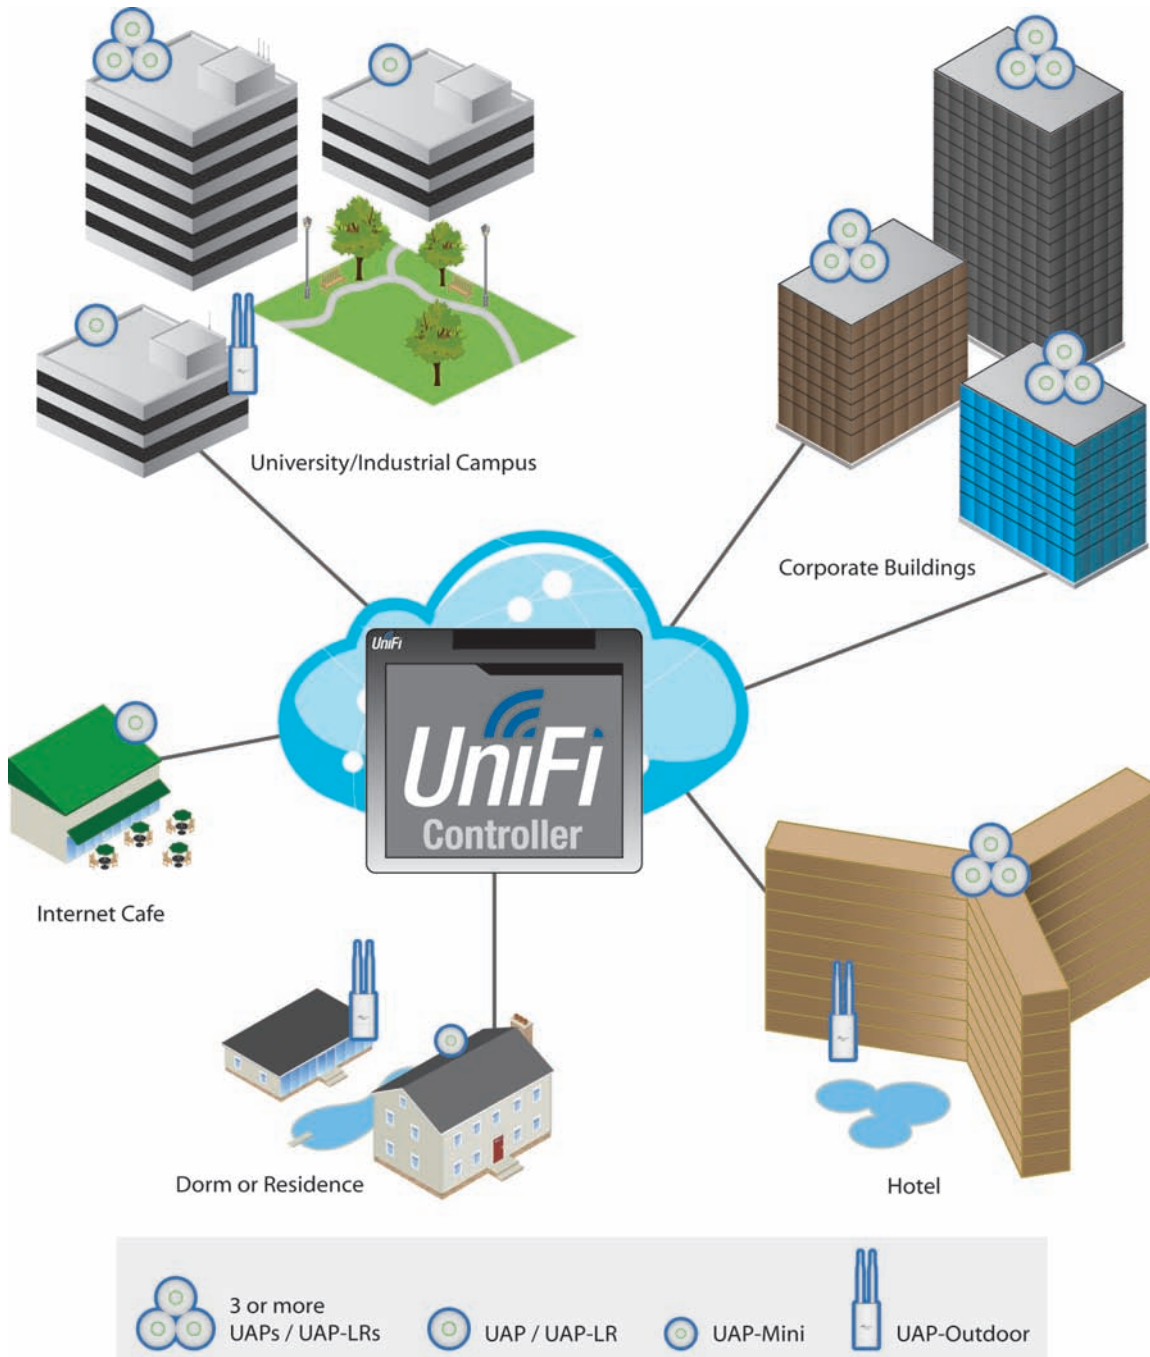 University/Industrial Campus
Corporate Buildings
UniFi
UniFi
Controller
Internet Cafe
Dorm or Residence
Hotel
3 or more
UAPs / UAP-LRs
UAP / UAP-LR
UAP-Mini
UAP-Outdoor